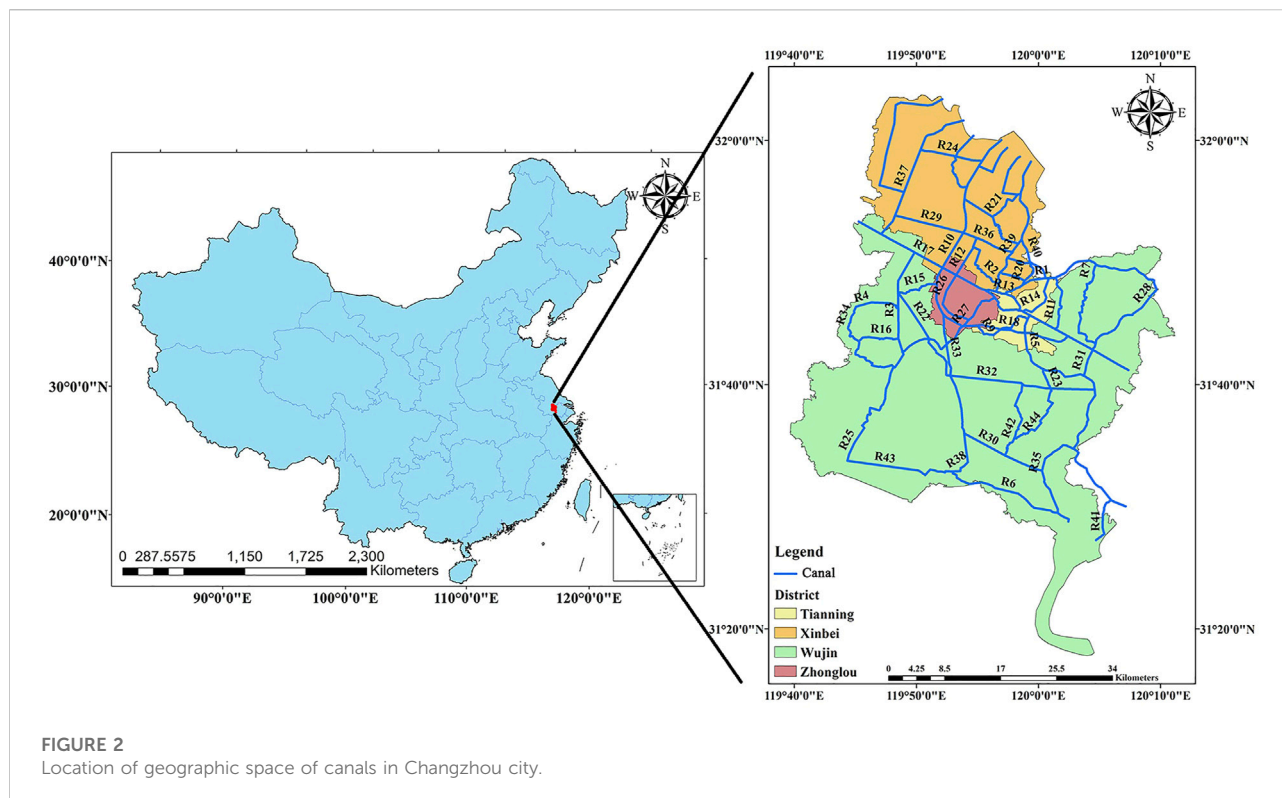 119°40'0"E
119°50'0"E
120°0'0"E
120°10'0"E
N
W
E
S
40°0'0"N
30°0'0"N
20°0'0"N
0 287.5575 1,150 1,725 2,300
Kilometers
90°0'0"E
100°0'0"E
110°0'0"E
120°0'0"E
N
W
E
S
32°0'0"N
32°0'0"N
31°40'0"N
31°40'0"N
31°20'0"N
31°20'0"N
R24
R37
R21
R29
R36
R39
R40
R10
R12
R17
R2
R20
R1
R7
R15
R26
R13
R28
R4
R3
R14
R11
R34
R22
R27
R18
R9
R16
R5
R33
R31
R32
R23
R42
R44
R25
R30
R43
R38
R35
R6
R41
Legend
Canal
District
Tianning
Xinbei
Wujin
Zhonglou
0 4.25 8.5 17 25.5 34
Kilometers
119°40'0"E
119°50'0"E
120°0'0"E
120°10'0"E
FIGURE 2
Location of geographic space of canals in Changzhou city.